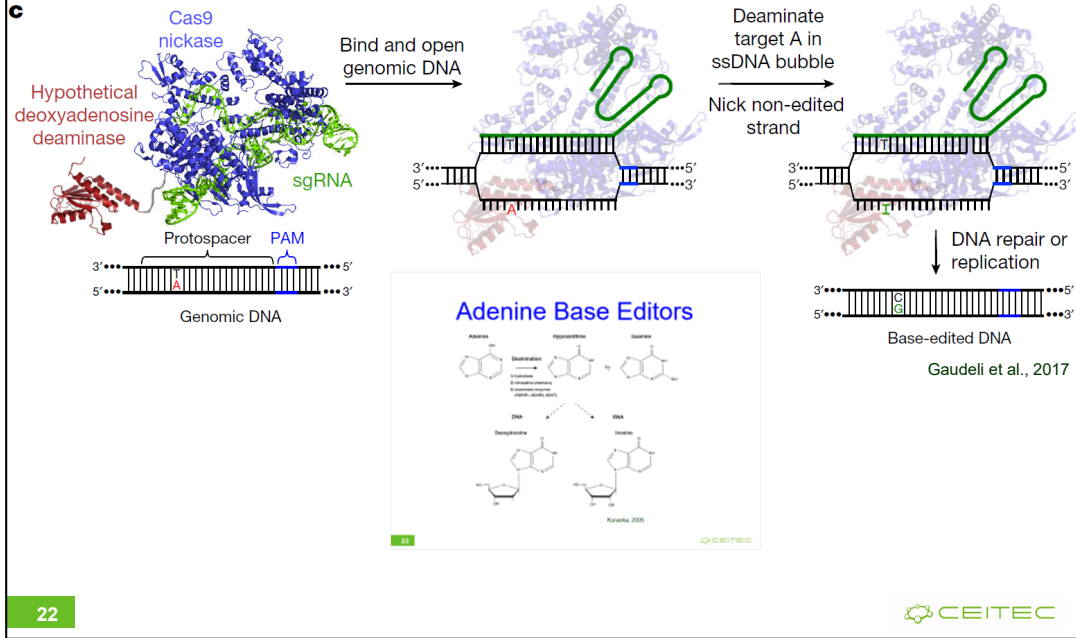 c
Cas9
nickase
Hypothetical
deoxyadenosine
deaminase
sgRNA
Bind and open
genomic DNA
Deaminate
target A in
ssDNA bubble
Nick non-edited
strand
T
3′
5′
5′
3′
A
T
3′
5′
5′
3′
I
Protospacer
PAM
3′
5′
T
A
5′
3′
Genomic DNA
DNA repair or
replication
3′
5′
C
G
5′
3′
Base-edited DNA
Gaudeli et al., 2017
Adenine Base Editors
Adenine
Hypoxanthine
Guanine
Deamination
DNA
RNA
Deoxyinosine
Inosine
23
CEITEC
22
CEITEC